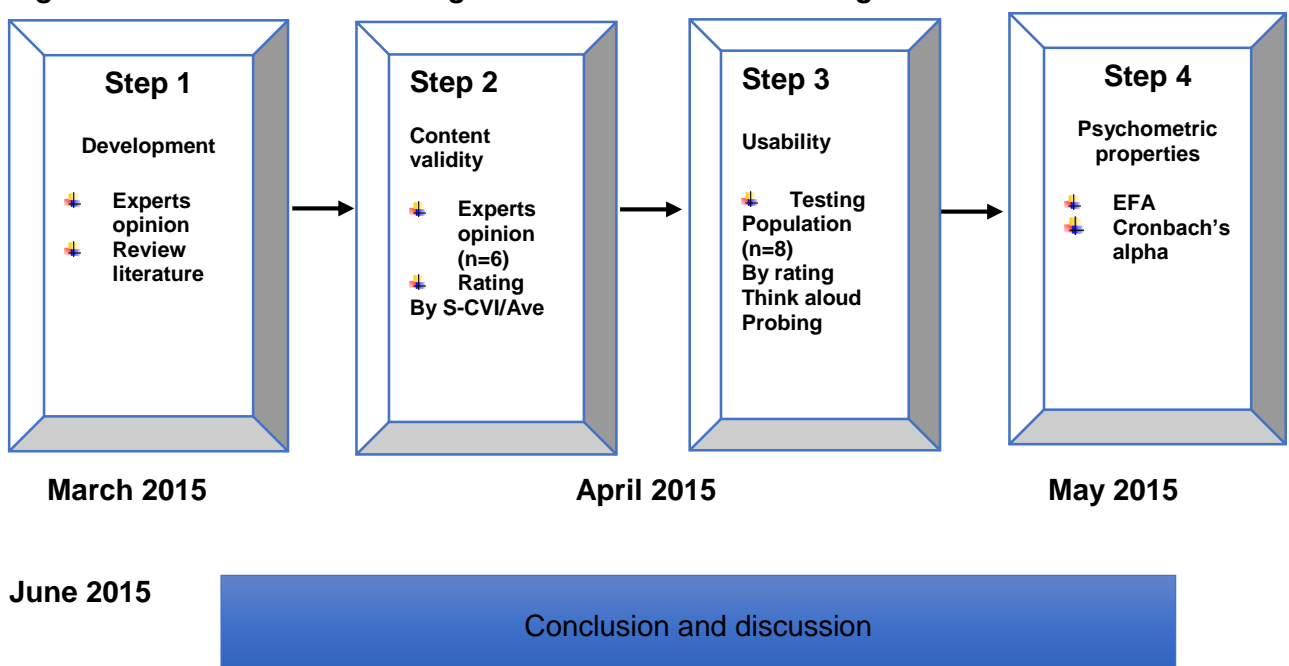 Step 1
Development
Experts
opinion
Review
literature
Step 2
Content
validity
Experts
opinion
(n=6)
Rating
By S-CVI/Ave
Step 3
Usability
Testing
Population
(n=8)
By rating
Think aloud
Probing
Step 4
Psychometric
properties
EFA
Cronbach’s
alpha
March 2015
April 2015
May 2015
June 2015
Conclusion and discussion